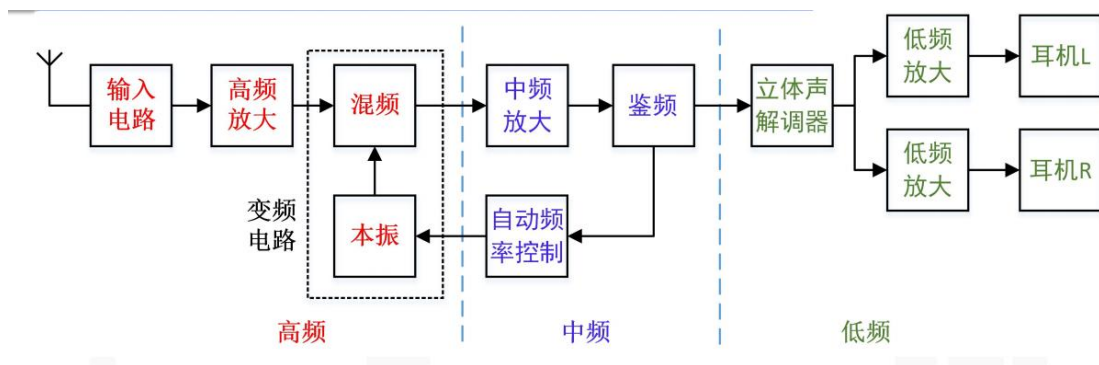 输入
电路
高频
放大
混频
本振
变频
电路
中频
放大
鉴频
自动频
率控制
立体声
解调器
低频
放大
耳机L
低频
放大
耳机R
高频
中频
低频